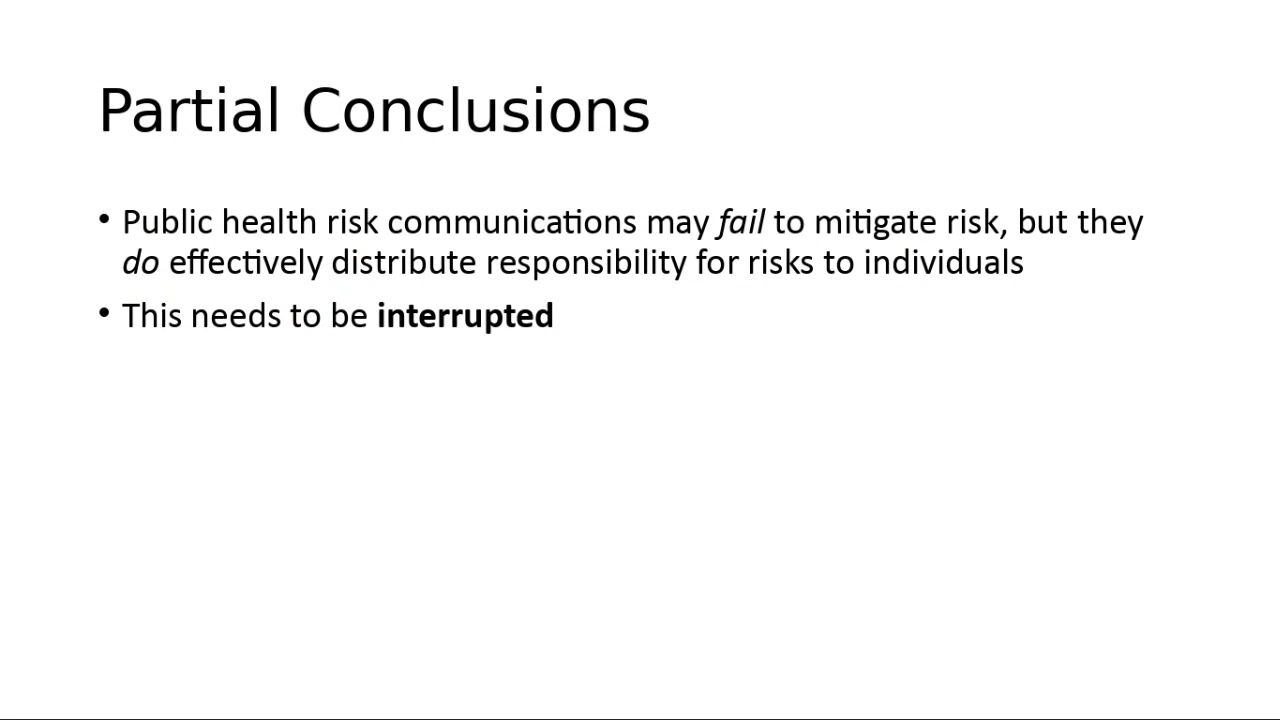 Partial Conclusions
• Public health risk communications may fail to mitigate risk, but they
do effectively distribute responsibility for risks to individuals
• This needs to be interrupted